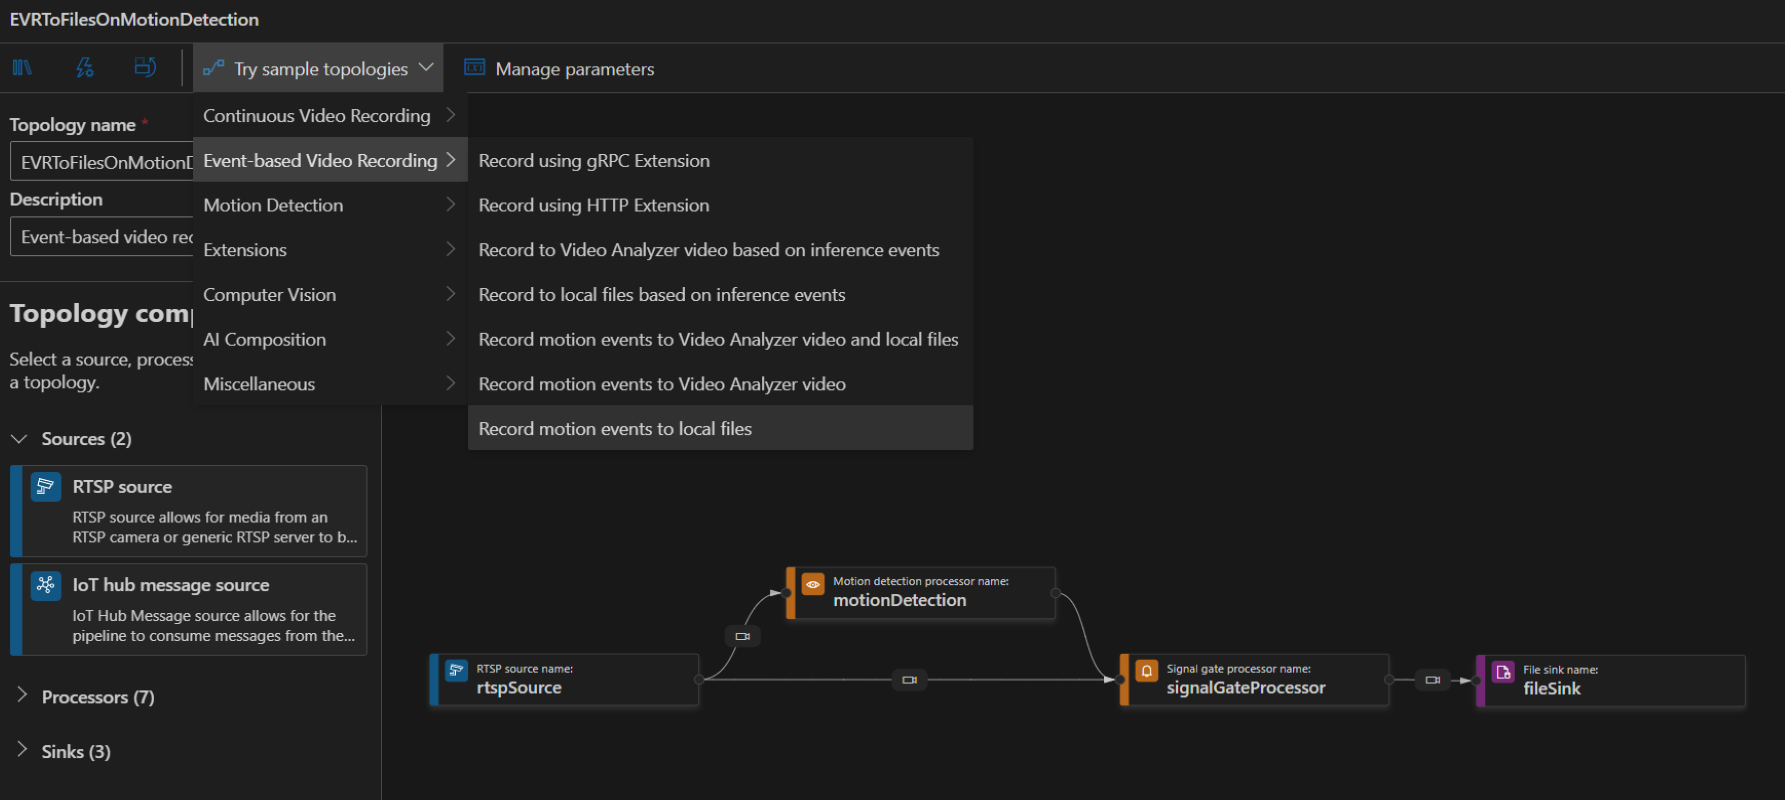 EVRToFilesOnMotionDetection
Try sample topologies
Manage parameters
Topology name *
EVRToFilesOnMotionD
Description
Event-based video rec
Continuous Video Recording
Event-based Video Recording
Motion Detection
Extensions
Computer Vision
AI Composition
Miscellaneous
Record using gRPC Extension
Record using HTTP Extension
Record to Video Analyzer video based on inference events
Record to local files based on inference events
Record motion events to Video Analyzer video and local files
Record motion events to Video Analyzer video
Record motion events to local files
Topology comp
Select a source, process
a topology.
Sources (2)
RTSP source
RTSP source allows for media from an
RTSP camera or generic RTSP server to b...
IoT hub message source
IoT Hub Message source allows for the
pipeline to consume messages from the...
Processors (7)
Sinks (3)
Motion detection processor name:
motionDetection
RTSP source name:
rtspSource
Signal gate processor name:
signalGateProcessor
File sink name:
fileSink